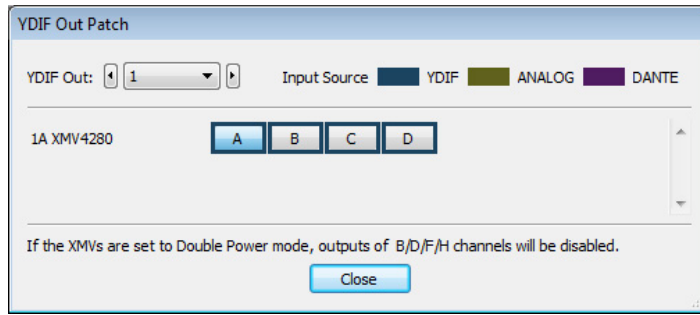 YDIF Out Patch
YDIF Out: 1 Input Source YDIF ANALOG DANTE
1A XMV4280 A B C D
If the XMVs are set to Double Power mode, outputs of B/D/F/H channels will be disabled.
Close